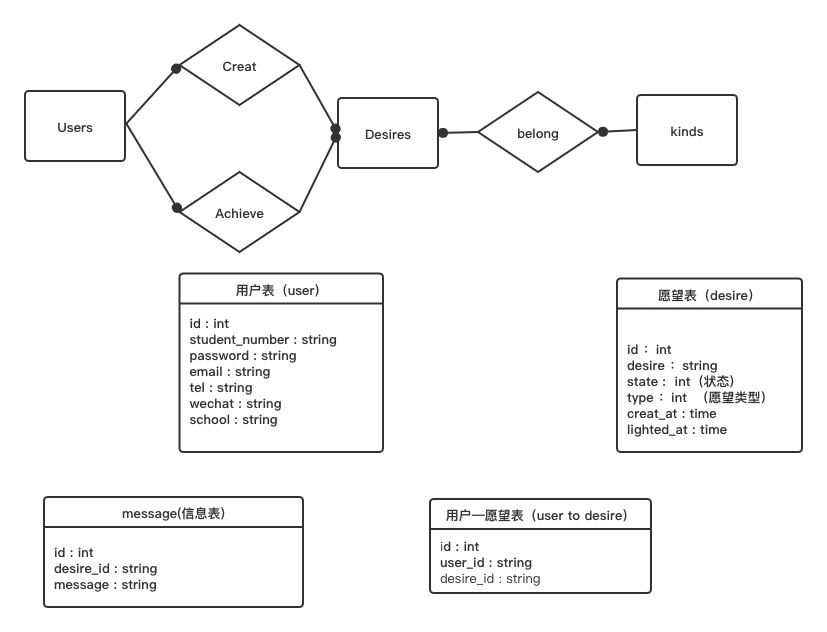 Creat
Users
Desires
belong
kinds
Achieve
用户表（user）
id : int
student_number : string
password : string
email : string
tel : string
wechat : string
school : string
愿望表（desire）
id ： int
desire ： string
state ： int（状态）
type ： int （愿望类型）
creat_at : time
lighted_at : time
message(信息表)
id : int
desire_id : string
message : string
用户—愿望表（user to desire）
id : int
user_id : string
desire_id : string